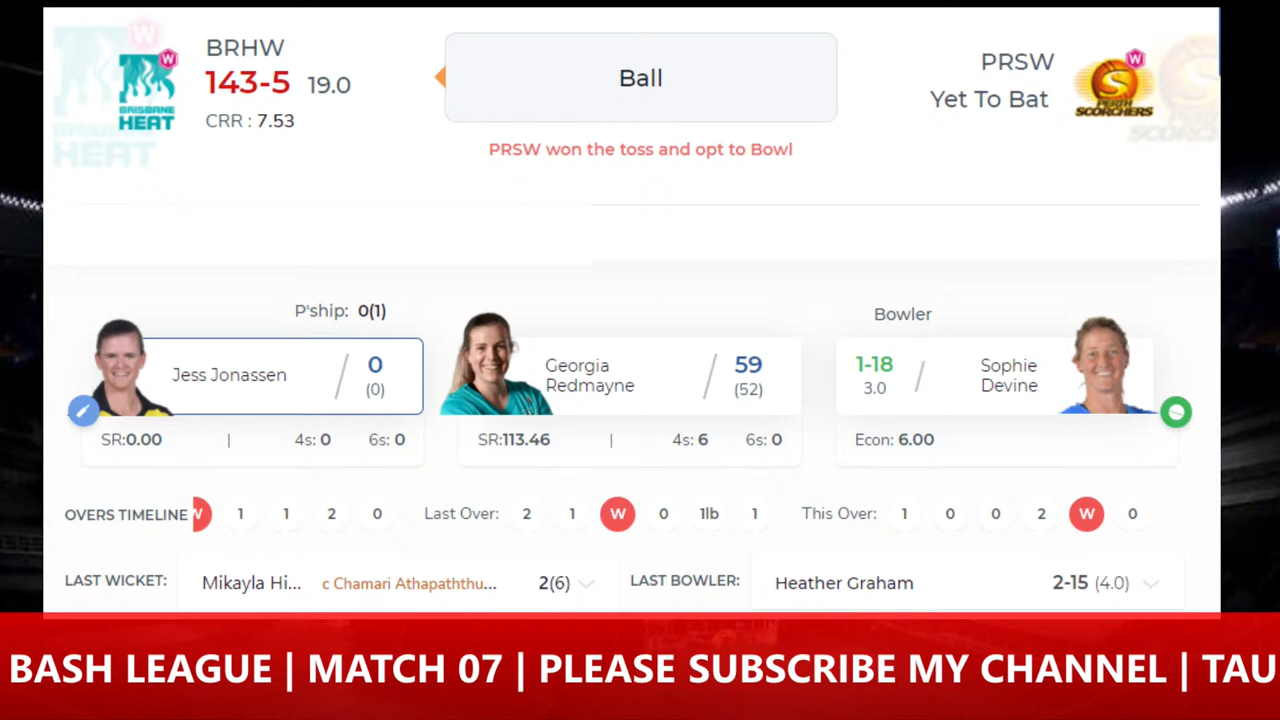 BRHW
143-5 19.0
CRR : 7.53
W
BRISBANE
HEAT
Ball
PRSW won the toss and opt to Bowl
PRSW
Yet To Bat
W
PERTH
SCORCHERS
P'ship: 0(1)
Jess Jonassen / 0
(0)
SR:0.00 | 4s: 0 6s: 0
Georgia
Redmayne / 59
(52)
SR:113.46 | 4s: 6 6s: 0
Bowler
1-18
3.0 / Sophie
Devine
Econ: 6.00
OVERS TIMELINE W 1 1 2 0 Last Over: 2 1 W 0 1lb 1 This Over: 1 0 0 2 W 0
LAST WICKET: Mikayla Hi... c Chamari Athapaththu... 2(6) LAST BOWLER: Heather Graham 2-15 (4.0)
BASH LEAGUE | MATCH 07 | PLEASE SUBSCRIBE MY CHANNEL | TAU